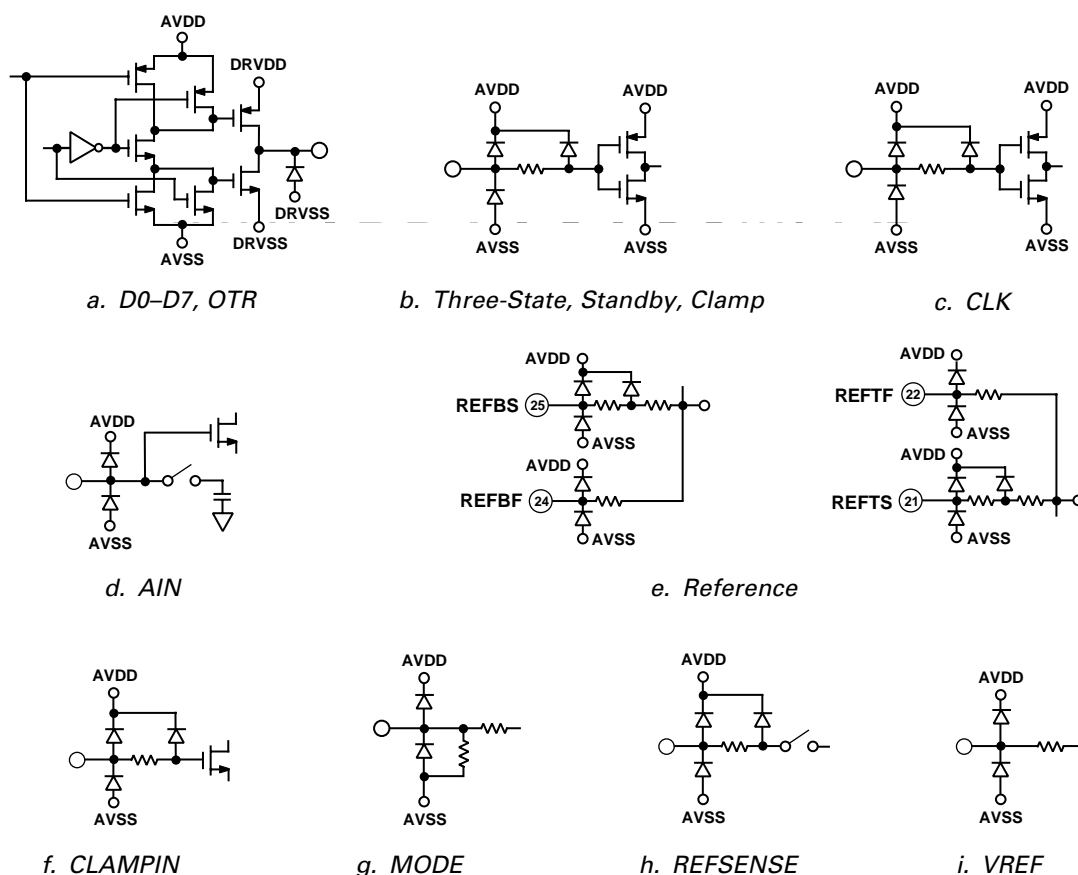 AVDD
DRVDD
DRVSS
AVSS
DRVSS
a. D0–D7, OTR
AVDD
AVDD
AVSS
AVSS
b. Three-State, Standby, Clamp
AVDD
AVDD
AVSS
AVSS
c. CLK
AVDD
AVSS
d. AIN
AVDD
REFBS 25
AVSS
AVDD
REFBF 24
AVSS
AVDD
REFTF 22
AVSS
AVDD
REFTS 21
AVSS
e. Reference
AVDD
AVSS
f. CLAMPIN
AVDD
AVSS
g. MODE
AVDD
AVSS
h. REFSENSE
AVDD
AVSS
i. VREF